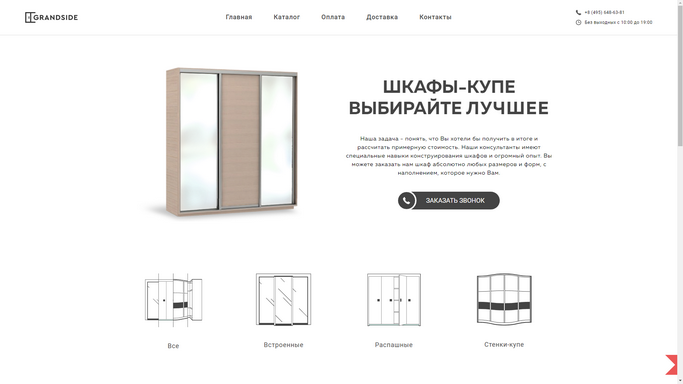 GRANDSIDE
Главная Каталог Оплата Доставка Контакты
+8 (495) 648-63-81
Без выходных с 10:00 до 19:00
ШКАФЫ-КУПЕ
ВЫБИРАЙТЕ ЛУЧШЕЕ
Наша задача – понять, что Вы хотели бы получить в итоге и
рассчитать примерную стоимость. Наши консультанты имеют
специальные навыки конструирования шкафов и огромный опыт. Вы
можете заказать нам шкаф абсолютно любых размеров и форм, с
наполнением, которое нужно Вам.
ЗАКАЗАТЬ ЗВОНОК
Все
Встроенные
Распашные
Стенки-купе